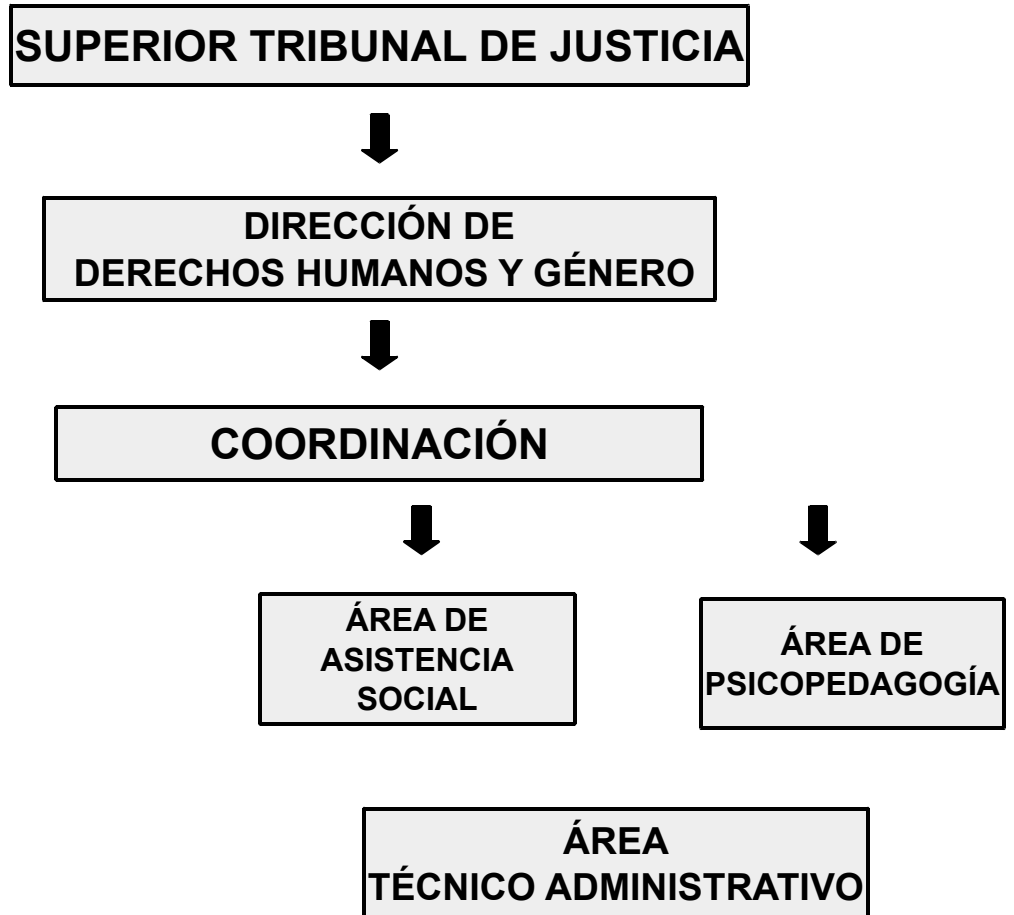 SUPERIOR TRIBUNAL DE JUSTICIA
DIRECCIÓN DE
DERECHOS HUMANOS Y GÉNERO
COORDINACIÓN
ÁREA DE
ASISTENCIA
SOCIAL
ÁREA DE
PSICOPEDAGOGÍA
ÁREA
TÉCNICO ADMINISTRATIVO